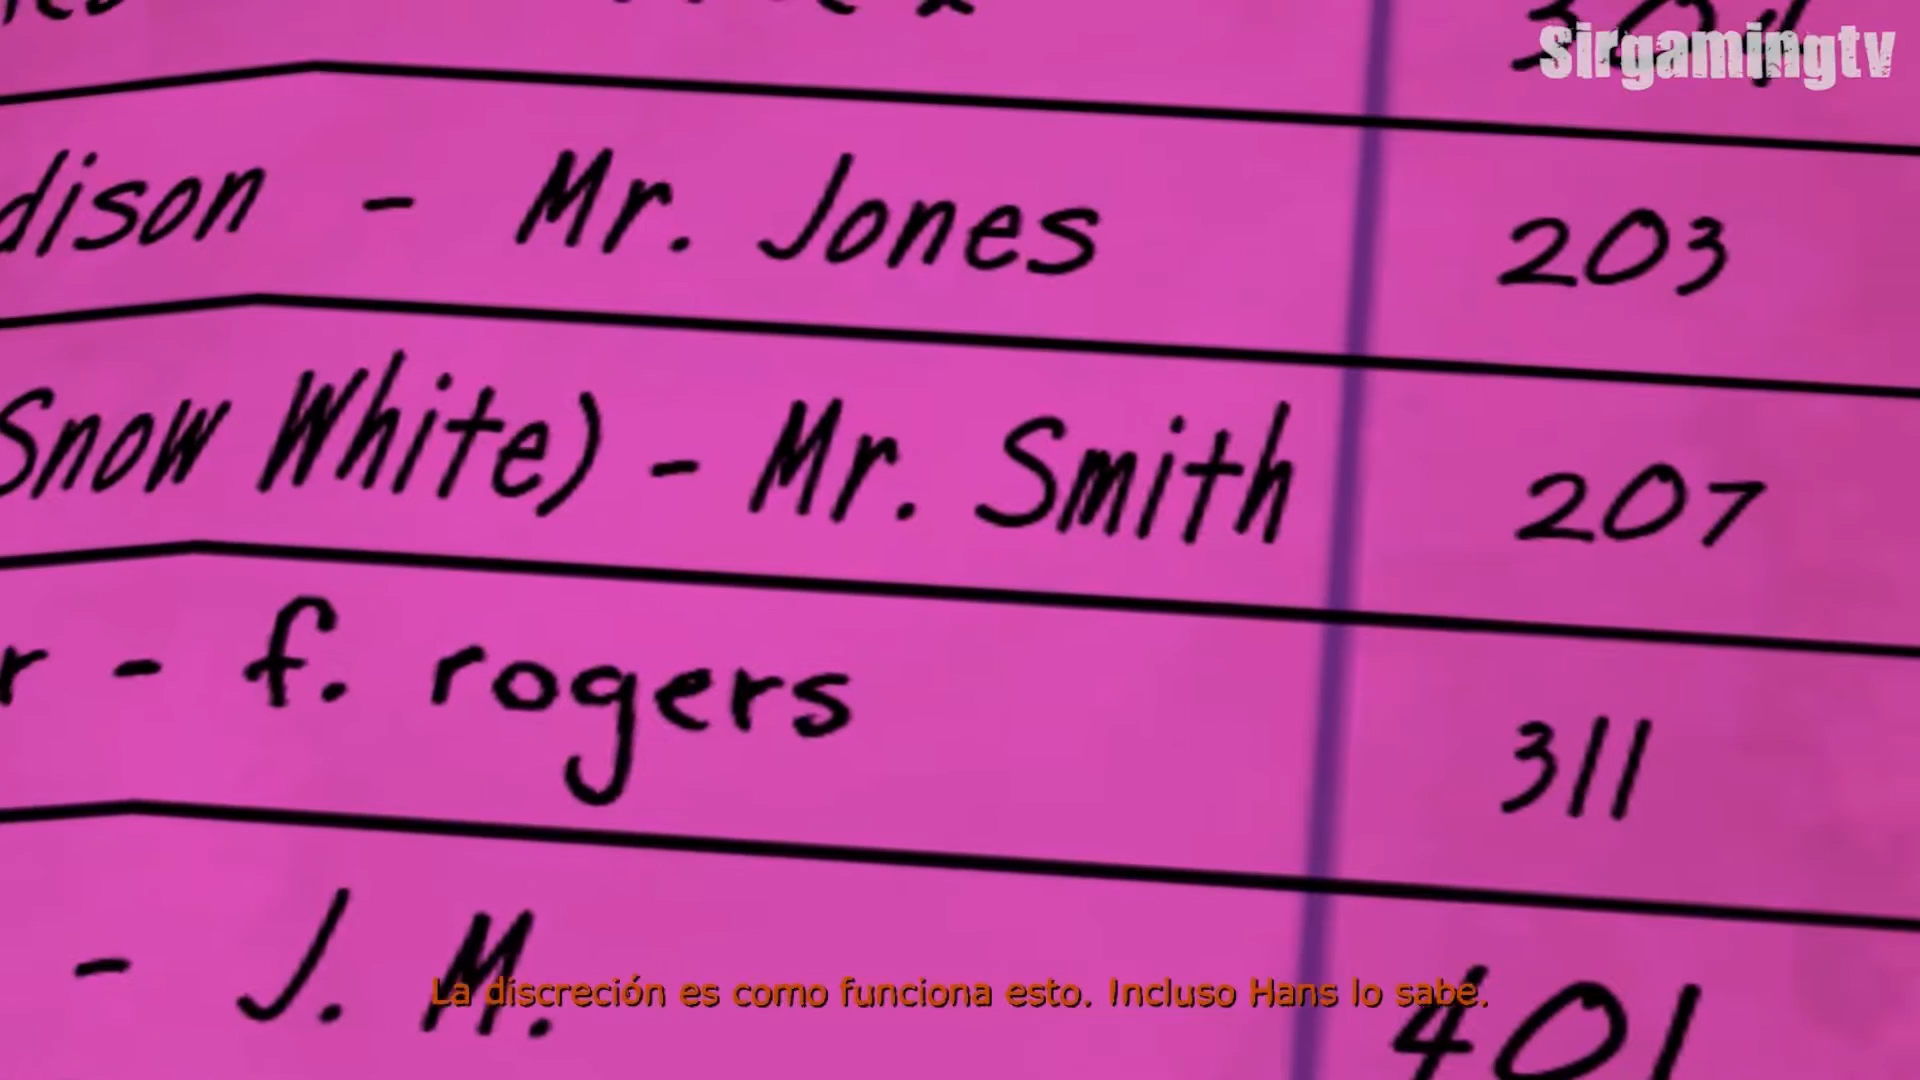 Sirgamingtv
dison - Mr. Jones 203
Snow White) - Mr. Smith 207
r - f. rogers 311
- J. M. 401
La discreción es como funciona esto. Incluso Hans lo sabe.